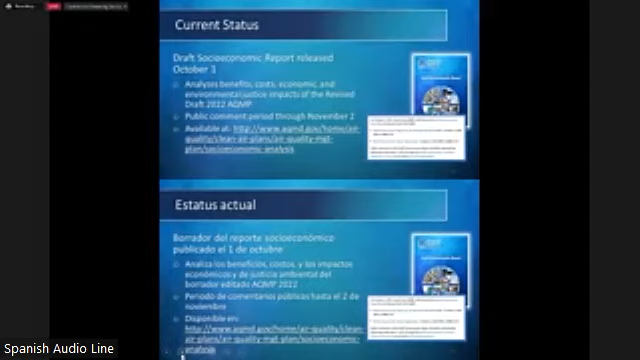 Current Status
Draft Socioeconomic Report released
October 1
Analyzes benefits, costs, economic, and
environmental justice impacts of the Revised
Draft 2022 AQMP
Public comment period through November 2
Available at: http://www.aqmd.gov/home/air-
quality/clean-air-plans/air-quality-mgt-
plan/socioeconomic-analysis
Estatus actual
Borrador del reporte socioeconómico
publicado el 1 de octubre
Analiza los beneficios, costos, y los impactos
económicos y de justicia ambiental del
borrador editado AQMP 2022
Periodo de comentarios públicos hasta el 2 de
noviembre
Disponible en:
http://www.aqmd.gov/home/air-quality/clean-
air-plans/air-quality-mgt-plan/socioeconomic-
analysis
Spanish Audio Line